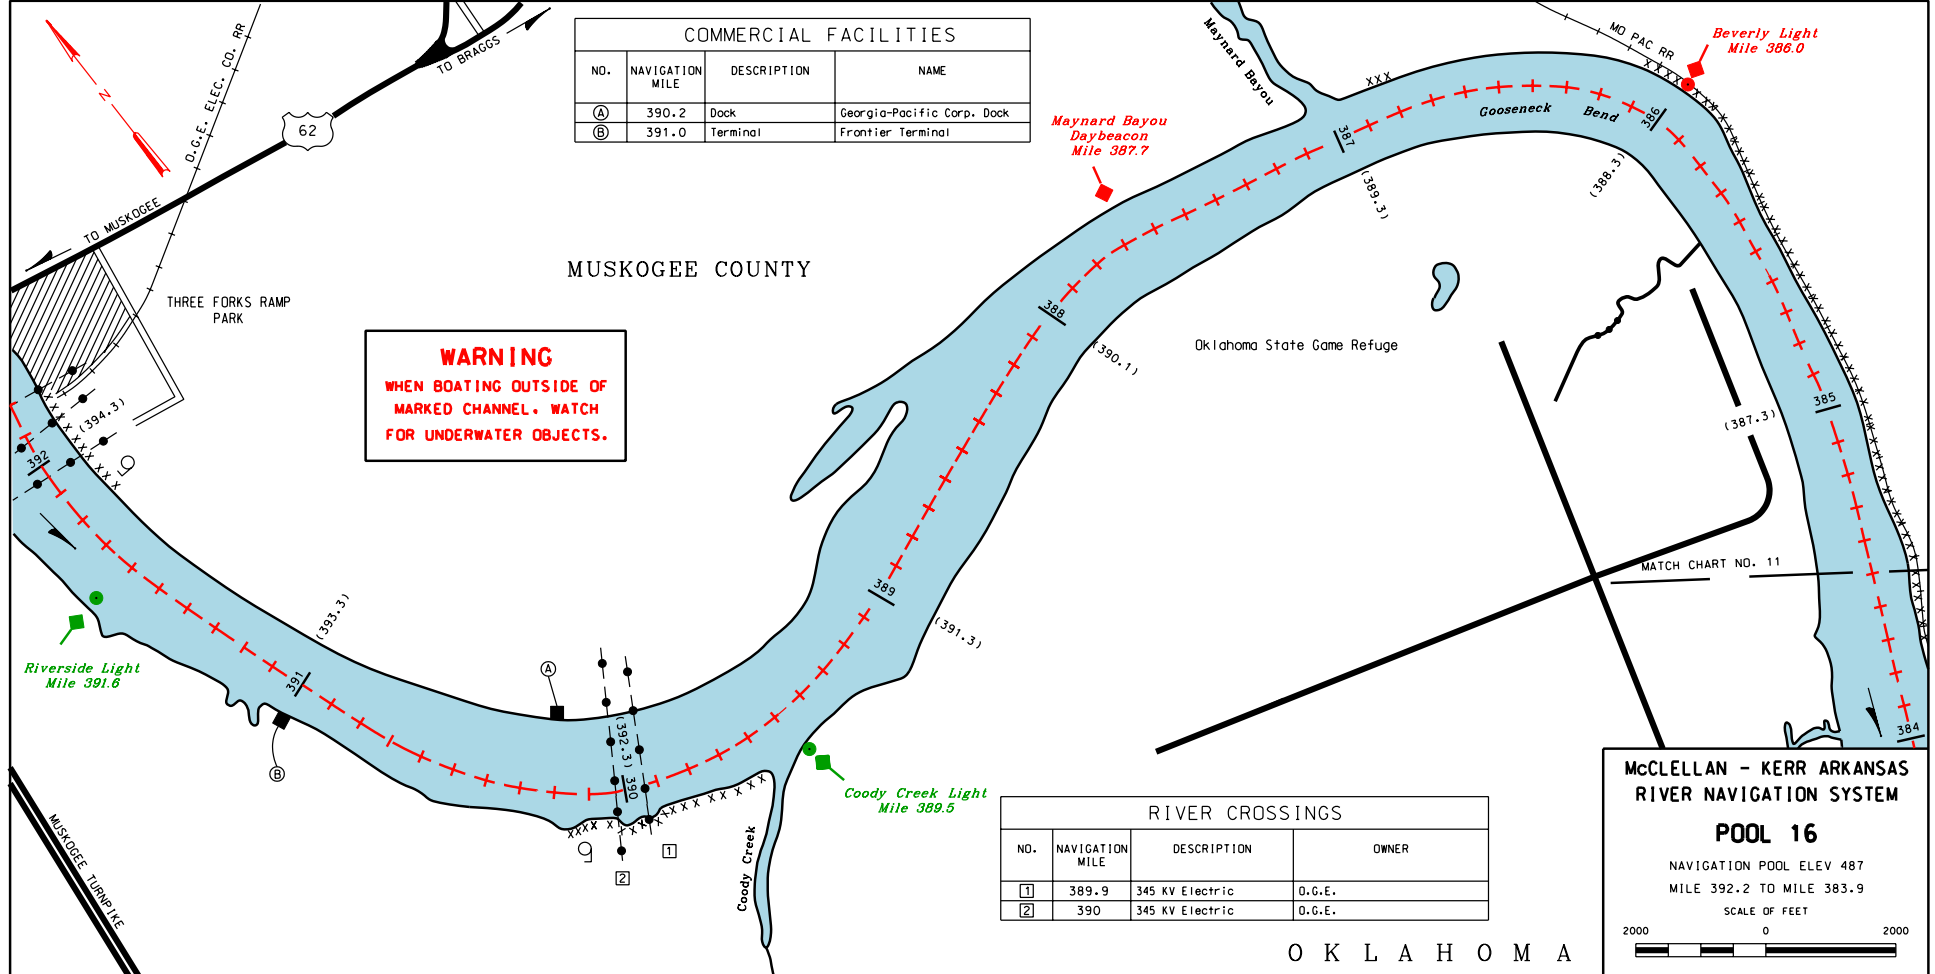 COMMERCIAL FACILITIES
NO. NAVIGATION MILE DESCRIPTION NAME
A 390.2 Dock Georgia-Pacific Corp. Dock
B 391.0 Terminal Frontier Terminal
N
O.G.E. ELEC. CO. RR
TO BRAGGS
62
TO MUSKOGEE
THREE FORKS RAMP
PARK
MUSKOGEE COUNTY
WARNING
WHEN BOATING OUTSIDE OF
MARKED CHANNEL. WATCH
FOR UNDERWATER OBJECTS.
Maynard Bayou
Maynard Bayou
Daybeacon
Mile 387.7
MO PAC RR
Beverly Light
Mile 386.0
Gooseneck Bend
386
387
(388.3)
(389.3)
388
(390.1)
Oklahoma State Game Refuge
385
(387.3)
MATCH CHART NO. 11
384
(394.3)
392
Riverside Light
Mile 391.6
(393.3)
391
A
B
(392.3)
390
389
(391.3)
1
2
Coody Creek Light
Mile 389.5
Coody Creek
MUSKOGEE TURNPIKE
RIVER CROSSINGS
NO. NAVIGATION MILE DESCRIPTION OWNER
1 389.9 345 KV Electric O.G.E.
2 390 345 KV Electric O.G.E.
OKLAHOMA
McCLELLAN - KERR ARKANSAS
RIVER NAVIGATION SYSTEM
POOL 16
NAVIGATION POOL ELEV 487
MILE 392.2 TO MILE 383.9
SCALE OF FEET
2000 0 2000